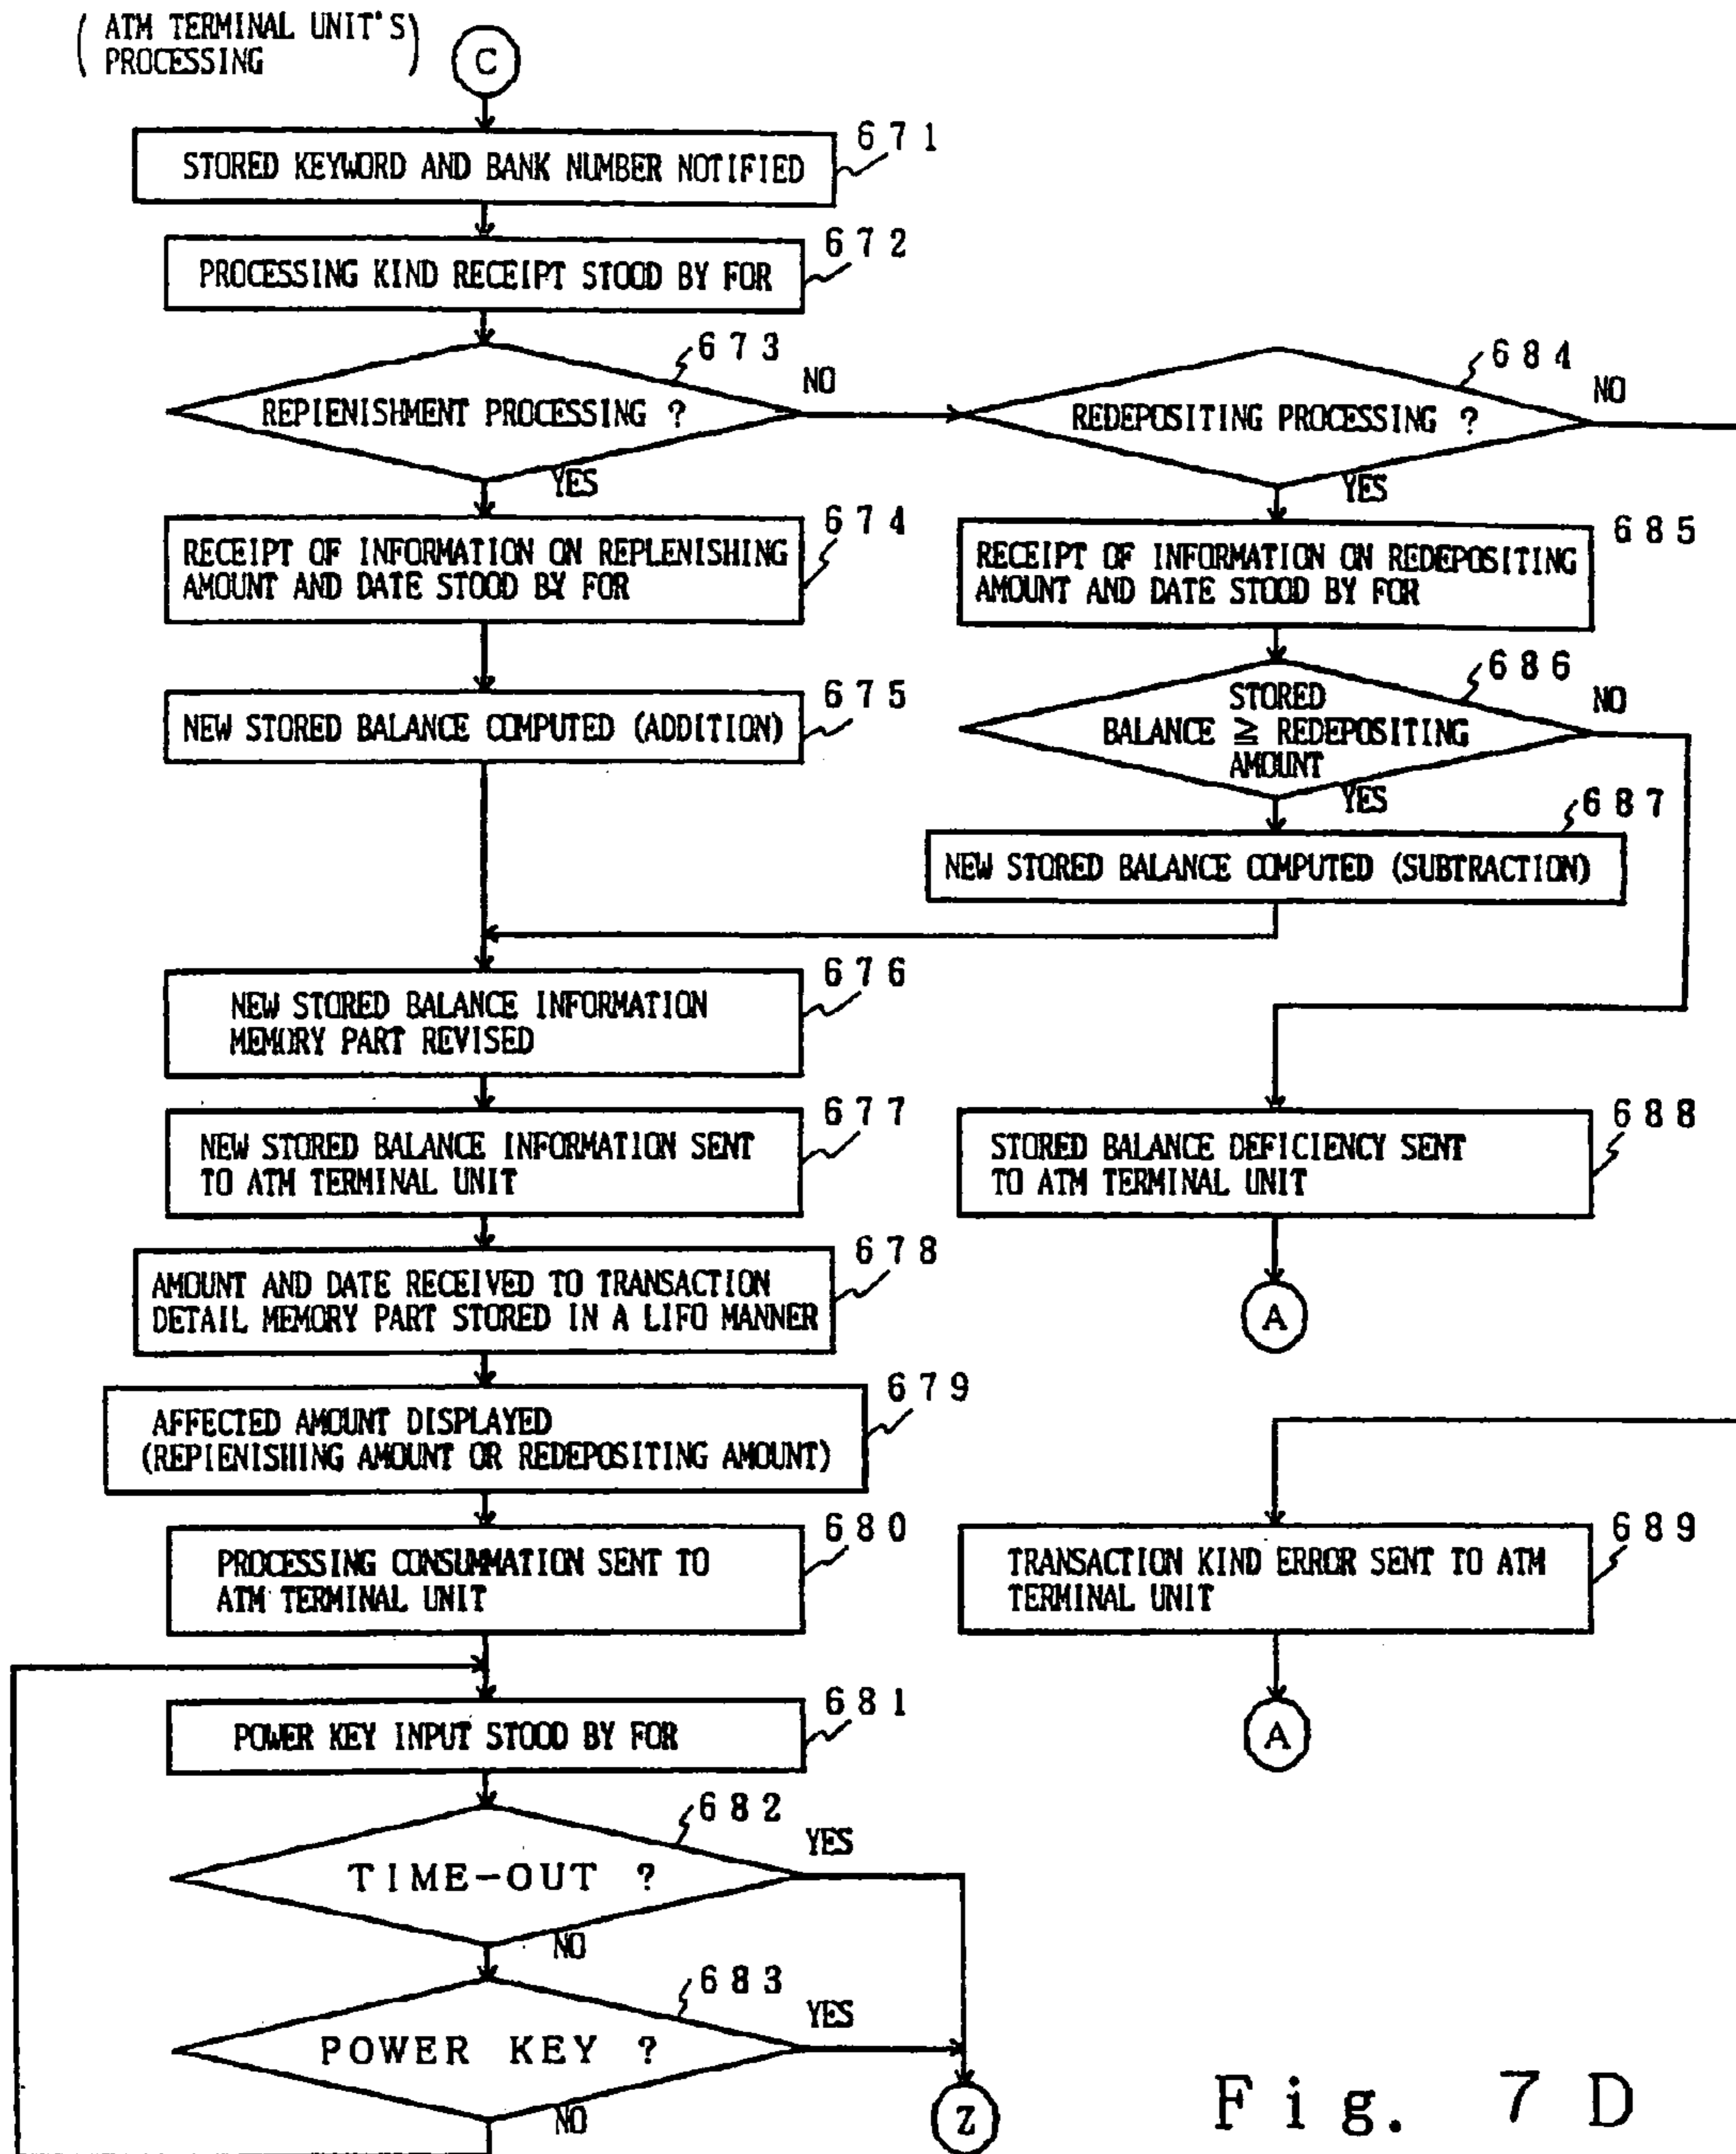 ( ATM TERMINAL UNIT'S )
( PROCESSING )
C
671
STORED KEYWORD AND BANK NUMBER NOTIFIED
672
PROCESSING KIND RECEIPT STOOD BY FOR
673
REPLENISHMENT PROCESSING ?
NO
YES
684
REDEPOSITING PROCESSING ?
NO
YES
674
RECEIPT OF INFORMATION ON REPLENISHING
AMOUNT AND DATE STOOD BY FOR
685
RECEIPT OF INFORMATION ON REDEPOSITING
AMOUNT AND DATE STOOD BY FOR
675
NEW STORED BALANCE COMPUTED (ADDITION)
686
STORED
BALANCE ≧ REDEPOSITING
AMOUNT
NO
YES
687
NEW STORED BALANCE COMPUTED (SUBTRACTION)
676
NEW STORED BALANCE INFORMATION
MEMORY PART REVISED
677
NEW STORED BALANCE INFORMATION SENT
TO ATM TERMINAL UNIT
688
STORED BALANCE DEFICIENCY SENT
TO ATM TERMINAL UNIT
A
678
AMOUNT AND DATE RECEIVED TO TRANSACTION
DETAIL MEMORY PART STORED IN A LIFO MANNER
679
AFFECTED AMOUNT DISPLAYED
(REPIENISHING AMOUNT OR REDEPOSITING AMOUNT)
680
PROCESSING CONSUMMATION SENT TO
ATM TERMINAL UNIT
689
TRANSACTION KIND ERROR SENT TO ATM
TERMINAL UNIT
A
681
POWER KEY INPUT STOOD BY FOR
682
TIME-OUT ?
YES
NO
683
POWER KEY ?
YES
NO
Z
Fig. 7D